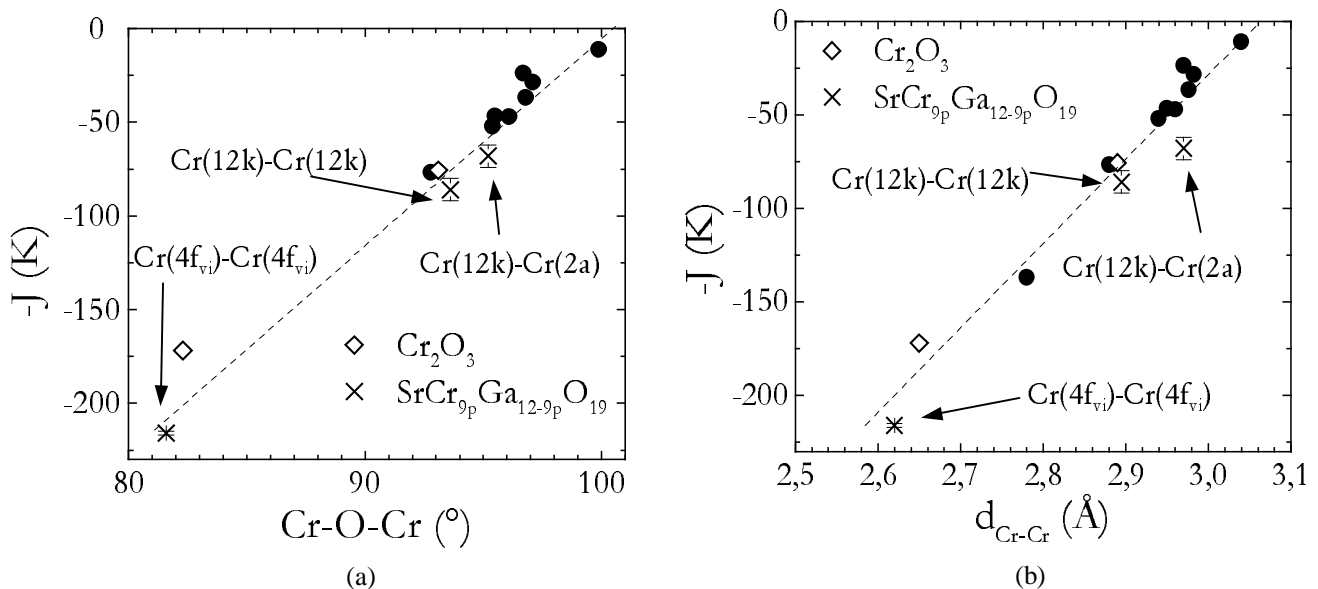 0
-50
-100
-150
-200
-J (K)
Cr(12k)-Cr(12k)
Cr(4f_vi)-Cr(4f_vi)
Cr(12k)-Cr(2a)
Cr₂O₃
SrCr₉ₚGa₁₂₋₉ₚO₁₉
80 90 100
Cr-O-Cr (°)
(a)
0
-50
-100
-150
-200
-J (K)
Cr₂O₃
SrCr₉ₚGa₁₂₋₉ₚO₁₉
Cr(12k)-Cr(12k)
Cr(12k)-Cr(2a)
Cr(4f_vi)-Cr(4f_vi)
2,5 2,6 2,7 2,8 2,9 3,0 3,1
d_Cr-Cr (Å)
(b)